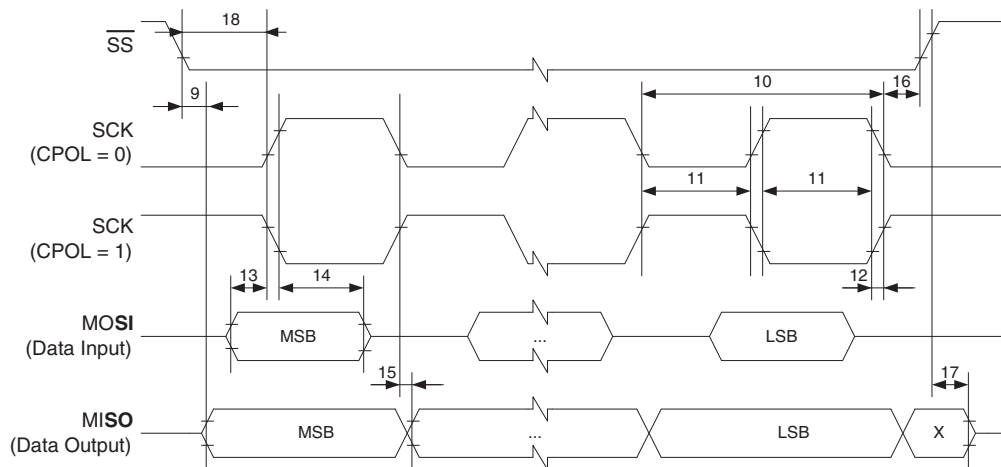 18
SS
9
10
16
SCK
(CPOL = 0)
11
11
SCK
(CPOL = 1)
13
14
12
MOSI
(Data Input)
MSB
...
LSB
15
17
MISO
(Data Output)
MSB
...
LSB
X